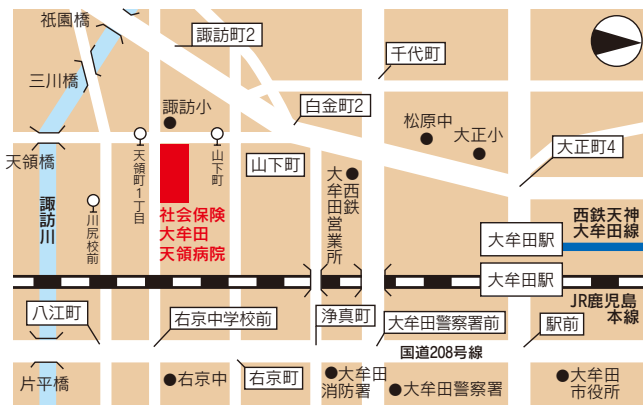 祇園橋
諏訪町2
千代町
三川橋
諏訪小
白金町2
松原中
大正小
大正町4
天領橋
天領町1丁目
山下町
山下町
西鉄
大牟田営業所
諏訪川
川尻校前
社会保険
大牟田
天領病院
西鉄天神
大牟田線
大牟田駅
大牟田駅
JR鹿児島
本線
八江町
右京中学校前
浄真町
大牟田警察署前
駅前
国道208号線
片平橋
右京中
右京町
大牟田
消防署
大牟田警察署
大牟田
市役所